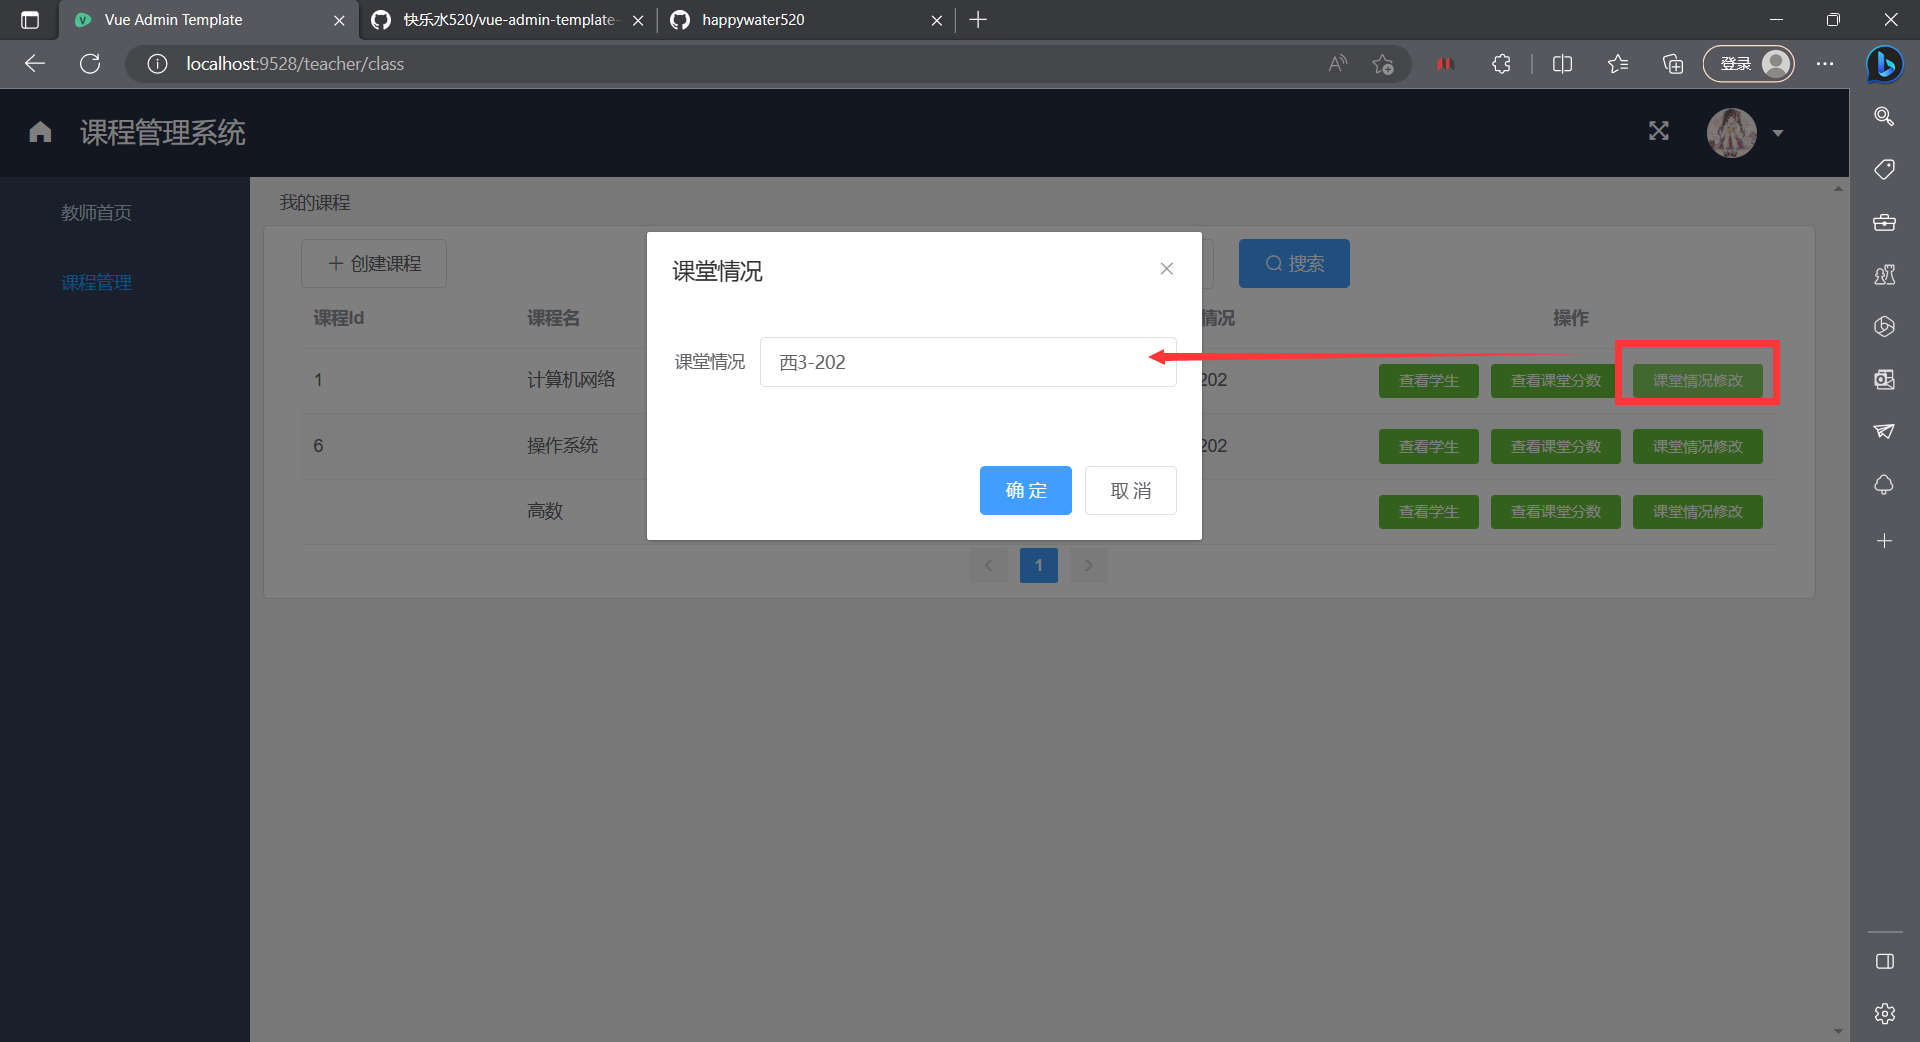 Vue Admin Template
快乐水520/vue-admin-template-
happywater520
localhost:9528/teacher/class
登录
课程管理系统
教师首页
课程管理
我的课程
创建课程
搜索
课程Id 课程名 情况 操作
1 计算机网络 202 查看学生 查看课堂分数 课堂情况修改
6 操作系统 202 查看学生 查看课堂分数 课堂情况修改
高数 查看学生 查看课堂分数 课堂情况修改
1
课堂情况
课堂情况 西3-202
确 定 取 消